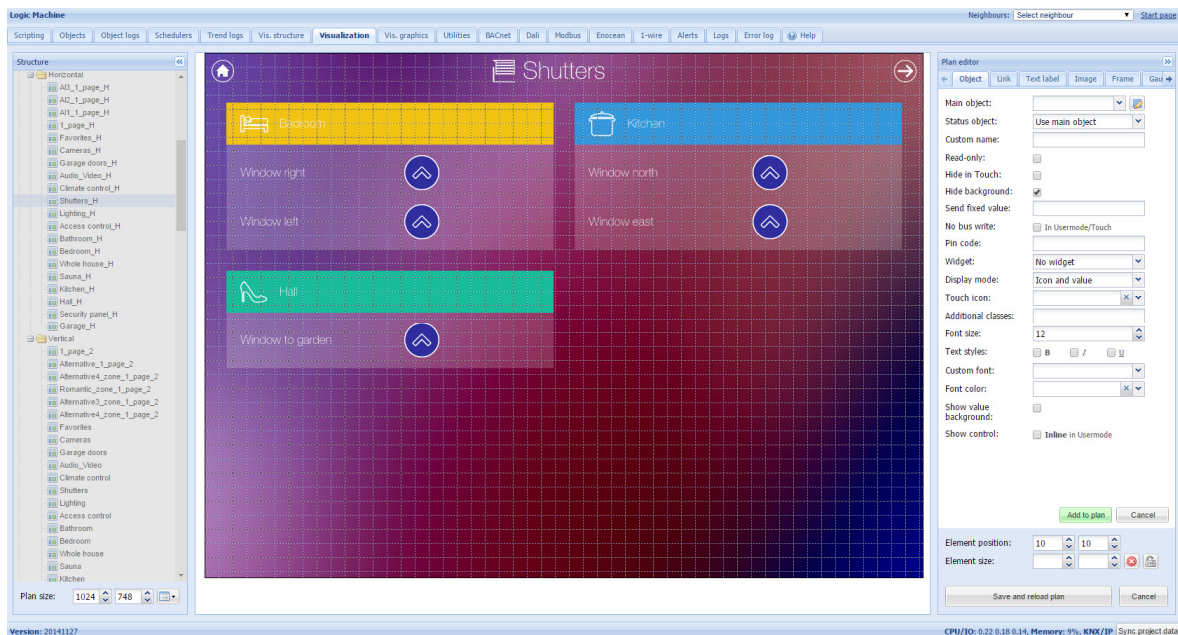 Logic Machine
Neighbours: Select neighbour Start page
Scripting Objects Object logs Schedulers Trend logs Vis. structure Visualization Vis. graphics Utilities BACnet Dali Modbus Enocean 1-wire Alerts Logs Error log Help
Structure
Horizontal
AI3_1_page_H
AI2_1_page_H
AI1_1_page_H
1_page_H
Favorites_H
Cameras_H
Garage doors_H
Audio_Video_H
Climate control_H
Shutters_H
Lighting_H
Access control_H
Bathroom_H
Bedroom_H
Whole house_H
Sauna_H
Kitchen_H
Hall_H
Security panel_H
Garage_H
Vertical
1_page_2
Alternative_1_page_2
Alternative4_zone_1_page_2
Romantic_zone_1_page_2
Alternative3_zone_1_page_2
Alternative4_zone_1_page_2
Favorites
Cameras
Garage doors
Audio_Video
Climate control
Shutters
Lighting
Access control
Bathroom
Bedroom
Whole house
Sauna
Kitchen
Plan size: 1024 748
Shutters
Bedroom
Window right
Window left
Kitchen
Window north
Window east
Hall
Window to garden
Plan editor
Object Link Text label Image Frame Gau
Main object:
Status object: Use main object
Custom name:
Read-only:
Hide in Touch:
Hide background:
Send fixed value:
No bus write: In Usermode/Touch
Pin code:
Widget: No widget
Display mode: Icon and value
Touch icon:
Additional classes:
Font size: 12
Text styles: B I U
Custom font:
Font color:
Show value
background:
Show control: Inline in Usermode
Add to plan Cancel
Element position: 10 10
Element size:
Save and reload plan Cancel
Version: 20141127
CPU/IO: 0.22 0.18 0.14, Memory: 9%, KNX/IP Sync project data